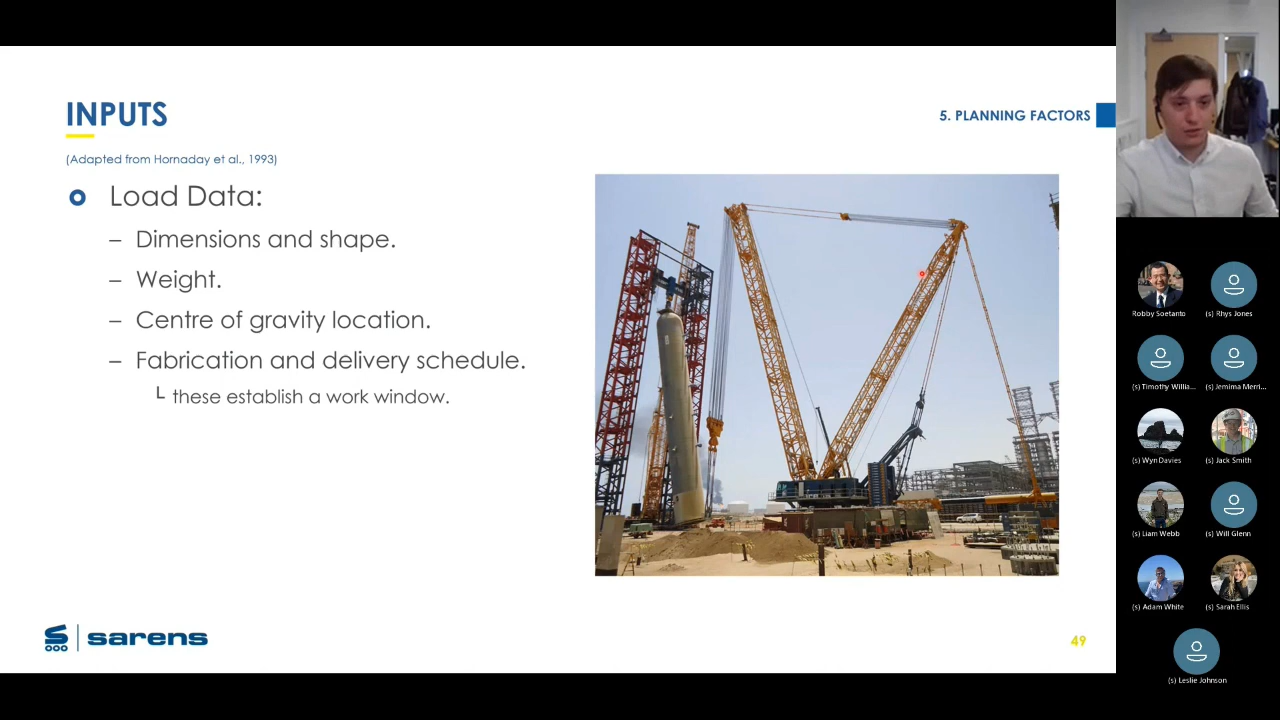 INPUTS
5. PLANNING FACTORS
(Adapted from Hornaday et al., 1993)
Load Data:
– Dimensions and shape.
– Weight.
– Centre of gravity location.
– Fabrication and delivery schedule.
these establish a work window.
sarens
49
Robby Soetanto
(s) Rhys Jones
(s) Timothy Willia...
(s) Jemima Merri...
(s) Wyn Davies
(s) Jack Smith
(s) Liam Webb
(s) Will Glenn
(s) Adam White
(s) Sarah Ellis
(s) Leslie Johnson